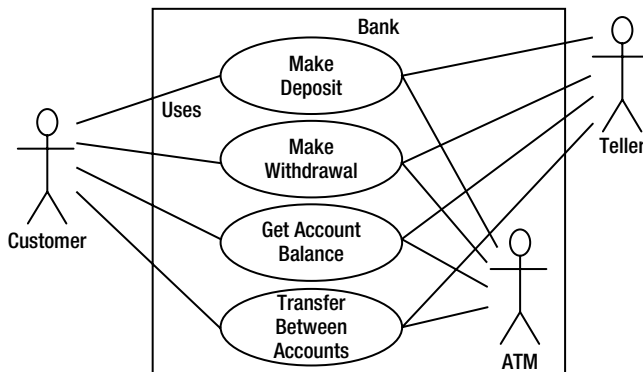 Bank
Make
Deposit
Uses
Make
Withdrawal
Teller
Customer
Get Account
Balance
Transfer
Between
Accounts
ATM